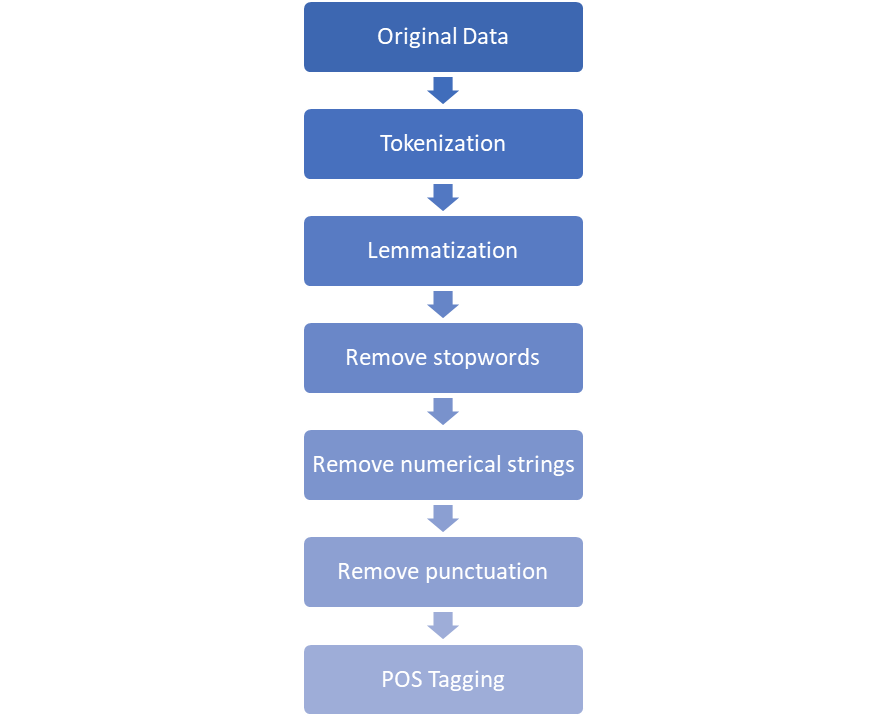 Original Data
Tokenization
Lemmatization
Remove stopwords
Remove numerical strings
Remove punctuation
POS Tagging